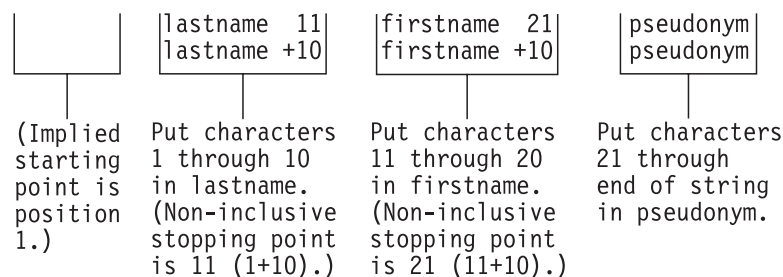 lastname 11 firstname 21 pseudonym
lastname +10 firstname +10 pseudonym
(Implied
starting
point is
position
1.)
Put characters
1 through 10
in lastname.
(Non-inclusive
stopping point
is 11 (1+10).)
Put characters
11 through 20
in firstname.
(Non-inclusive
stopping point
is 21 (11+10).)
Put characters
21 through
end of string
in pseudonym.